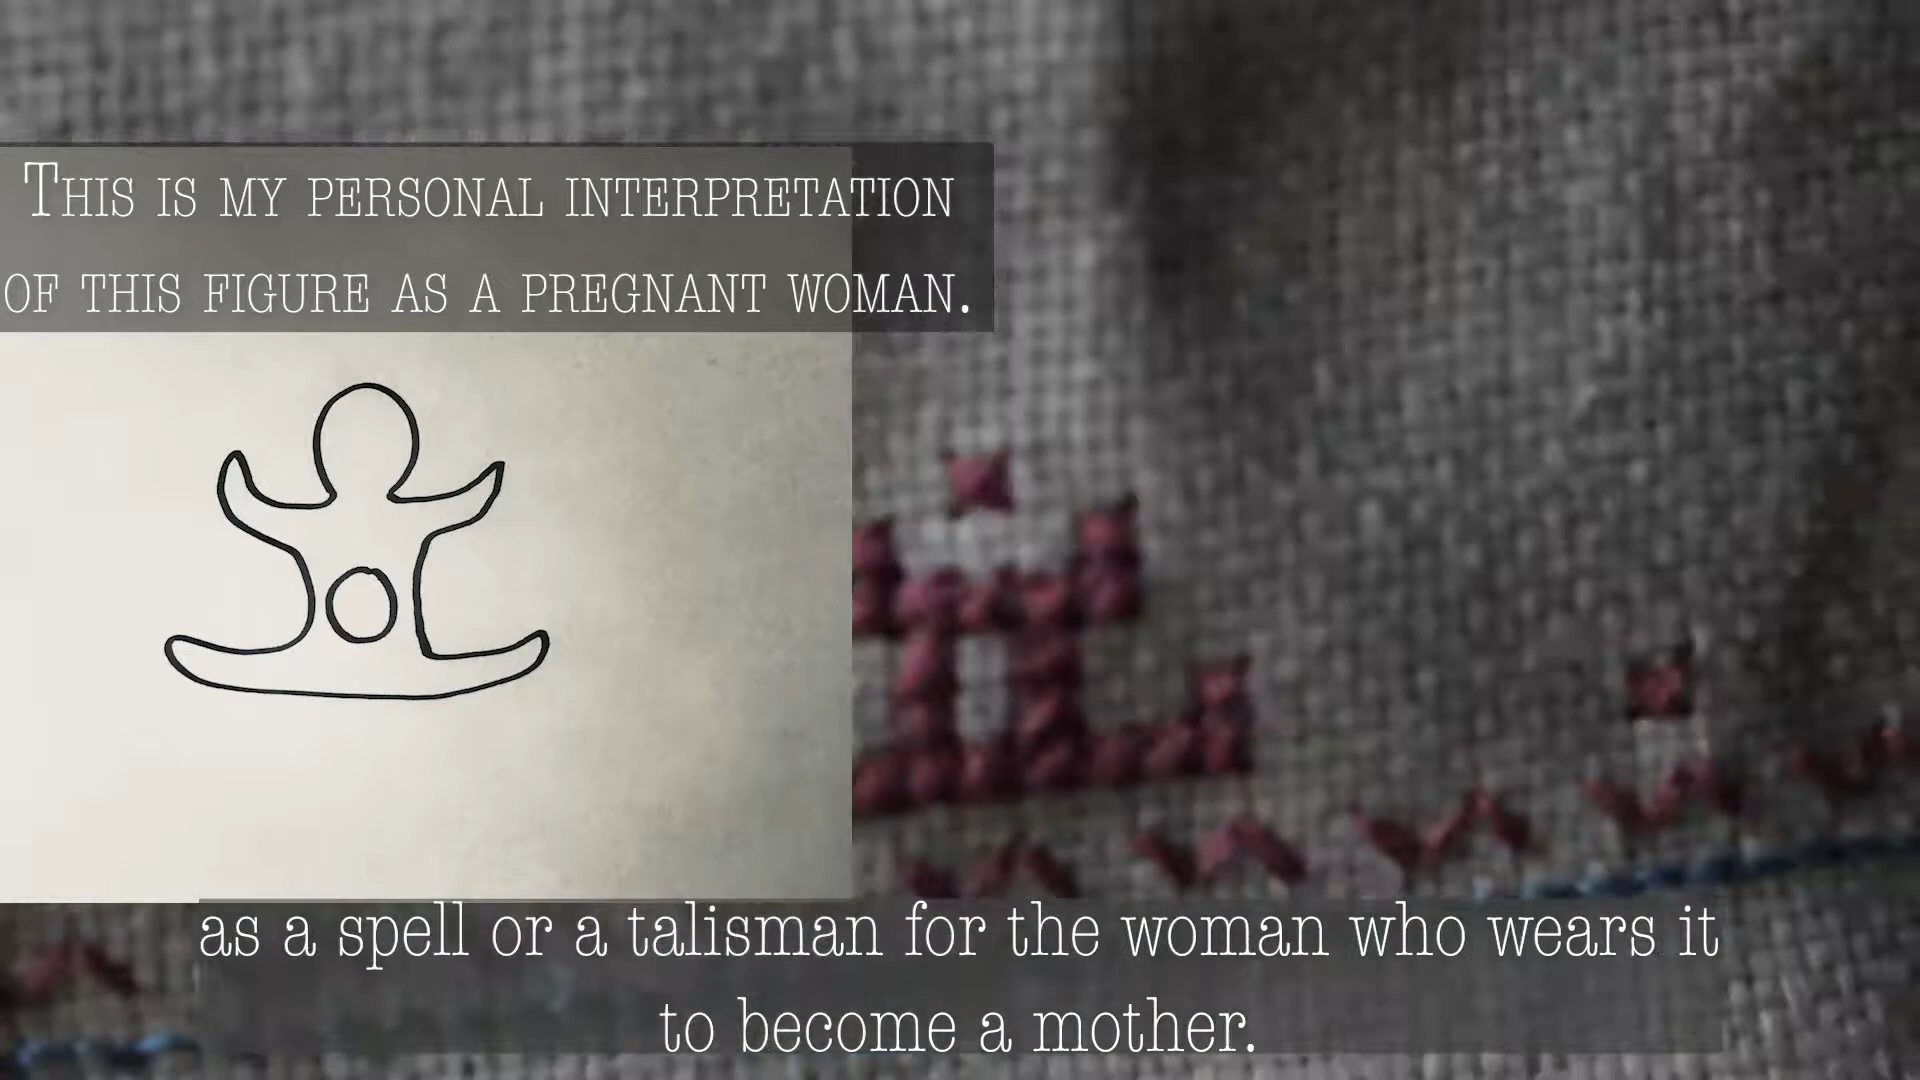 This is my personal interpretation
of this figure as a pregnant woman.
as a spell or a talisman for the woman who wears it
to become a mother.